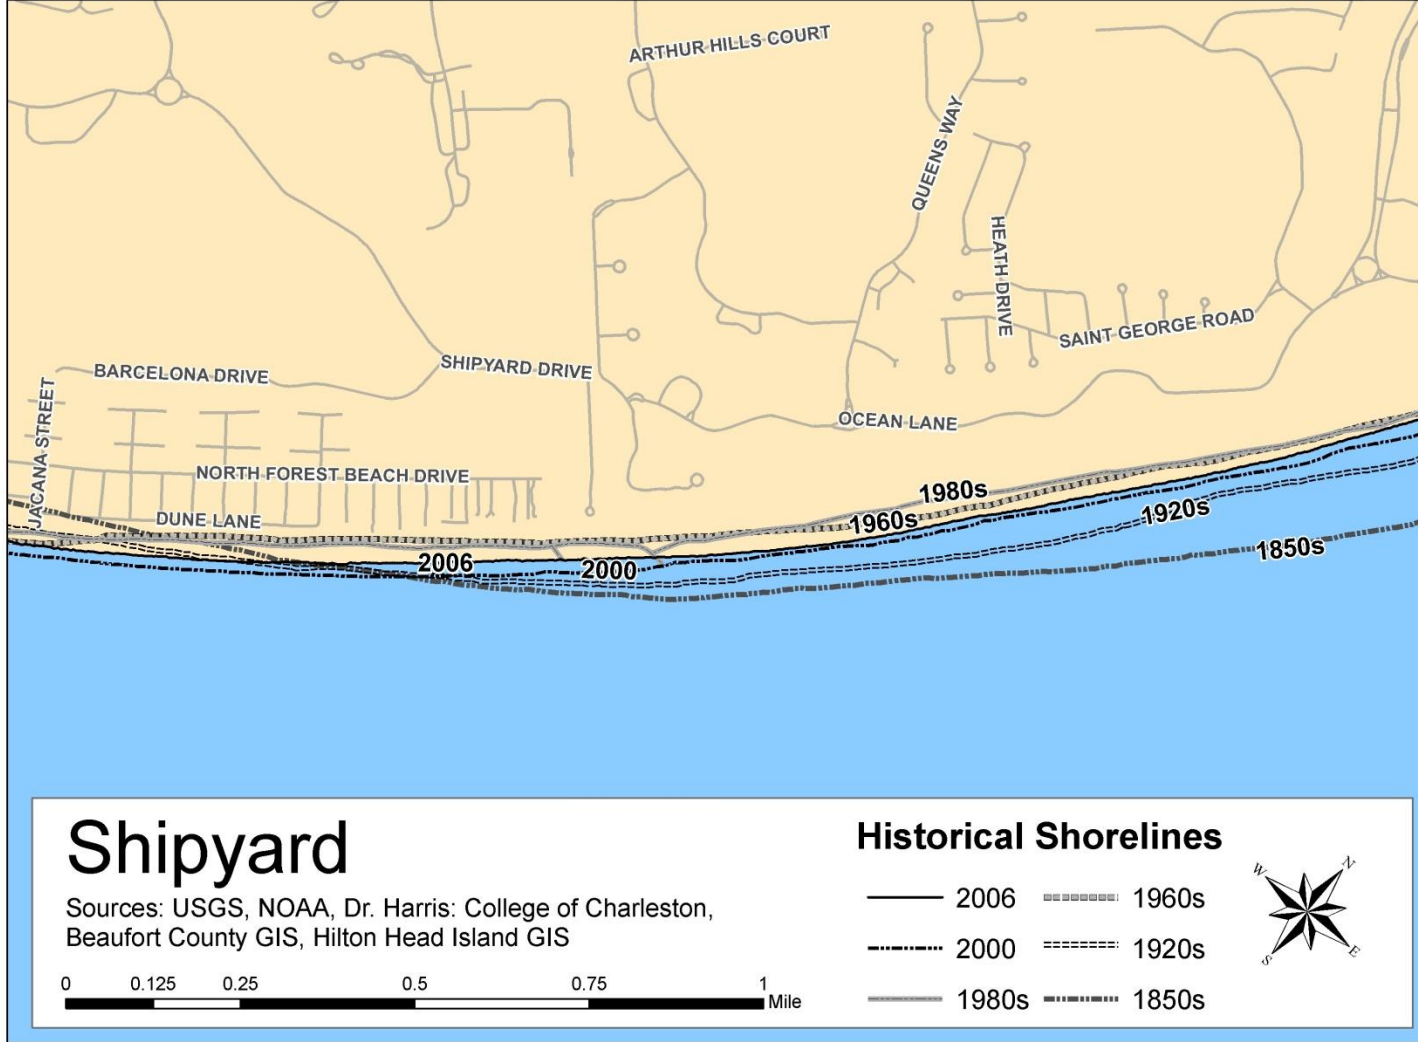 ARTHUR HILLS COURT
QUEENS WAY
HEATH DRIVE
SAINT GEORGE ROAD
BARCELONA DRIVE
SHIPYARD DRIVE
JACANA STREET
OCEAN LANE
NORTH FOREST BEACH DRIVE
DUNE LANE
1980s
1960s
1920s
1850s
2006
2000
Shipyard
Sources: USGS, NOAA, Dr. Harris: College of Charleston,
Beaufort County GIS, Hilton Head Island GIS
0 0.125 0.25 0.5 0.75 1
Mile
Historical Shorelines
2006 1960s
2000 1920s
1980s 1850s
W N
S E